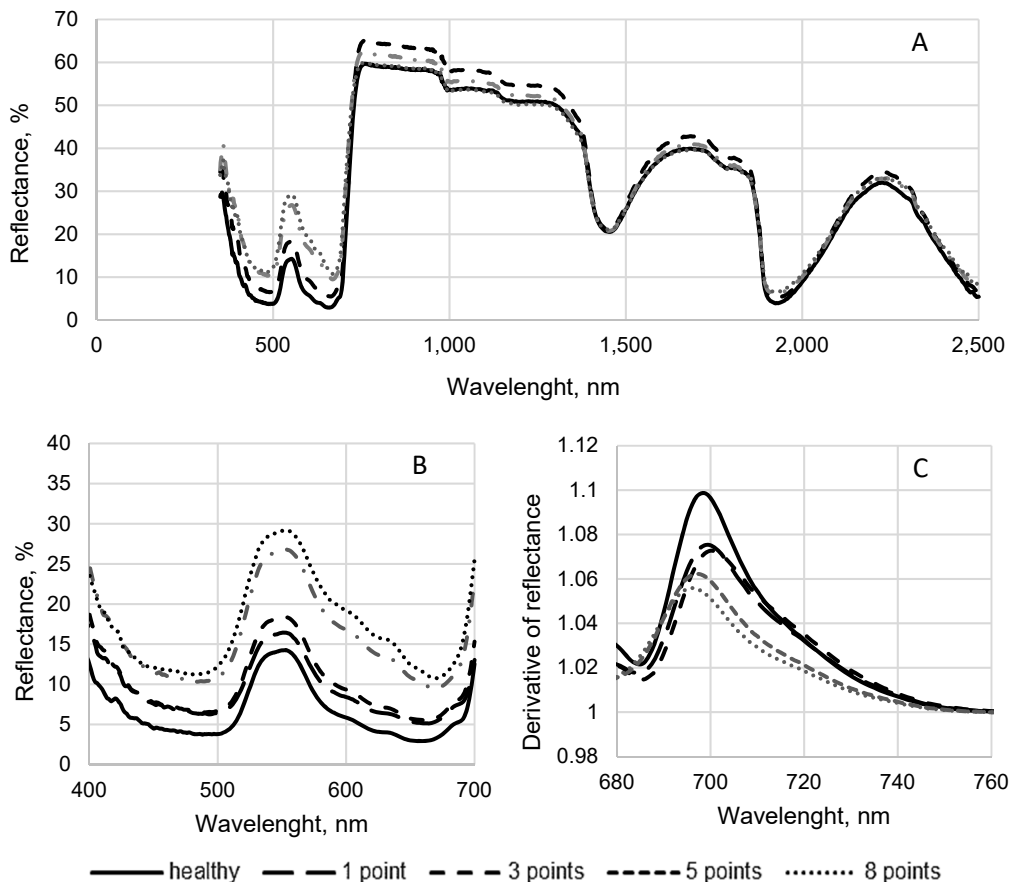 A
Reflectance, %
70
60
50
40
30
20
10
0
0 500 1,000 1,500 2,000 2,500
Wavelenght, nm
B
Reflectance, %
40
35
30
25
20
15
10
5
0
400 500 600 700
Wavelenght, nm
C
Derivative of reflectance
1.12
1.1
1.08
1.06
1.04
1.02
1
0.98
680 700 720 740 760
Wavelenght, nm
healthy 1 point 3 points 5 points 8 points